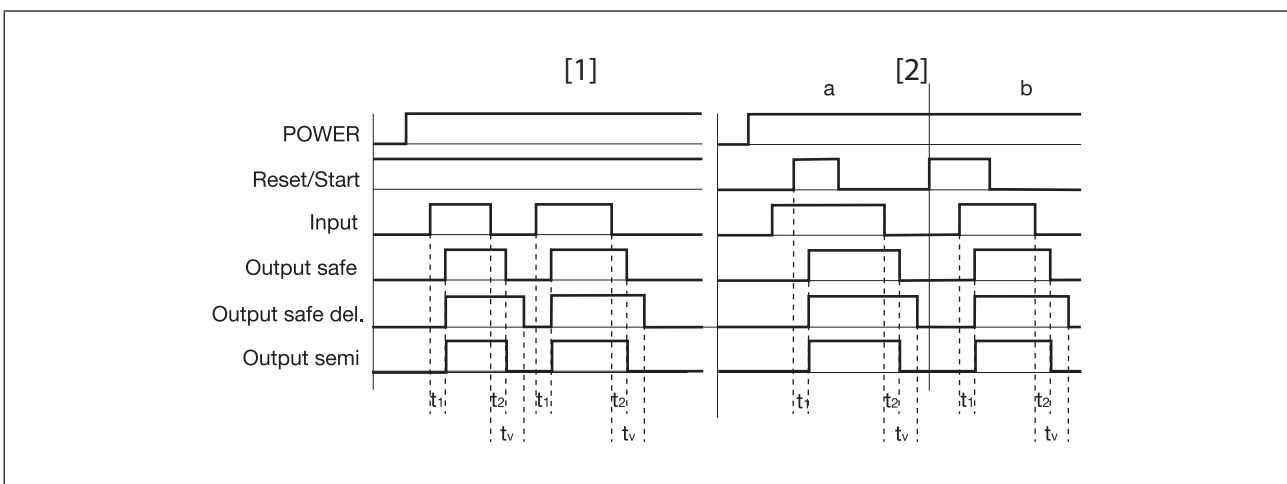 [1] [2]
a b
POWER
Reset/Start
Input
Output safe
Output safe del.
Output semi
t1 t2 t1 t2 t1 t2 t1 t2
tv tv tv tv